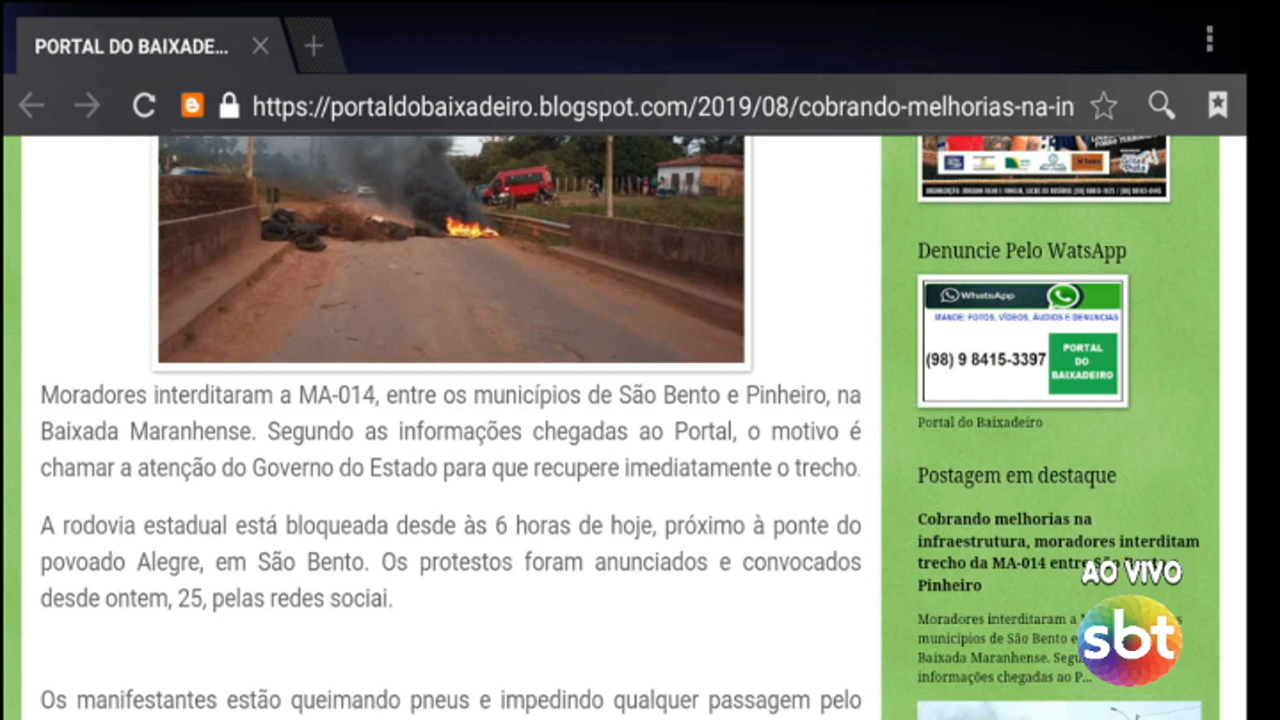 PORTAL DO BAIXADE...
https://portaldobaixadeiro.blogspot.com/2019/08/cobrando-melhorias-na-in
Moradores interditaram a MA-014, entre os municípios de São Bento e Pinheiro, na
Baixada Maranhense. Segundo as informações chegadas ao Portal, o motivo é
chamar a atenção do Governo do Estado para que recupere imediatamente o trecho.
A rodovia estadual está bloqueada desde às 6 horas de hoje, próximo à ponte do
povoado Alegre, em São Bento. Os protestos foram anunciados e convocados
desde ontem, 25, pelas redes sociai.
Os manifestantes estão queimando pneus e impedindo qualquer passagem pelo
Denuncie Pelo WatsApp
WhatsApp
MANDE: FOTOS, VÍDEOS, ÁUDIOS E DENUNCIAS
(98) 9 8415-3397
PORTAL
DO
BAIXADEIRO
Portal do Baixadeiro
Postagem em destaque
Cobrando melhorias na
infraestrutura, moradores interditam
trecho da MA-014 entre São
Pinheiro
Moradores interditaram a
municípios de São Bento e
Baixada Maranhense. Segu
informações chegadas ao P...
AO VIVO
sbt